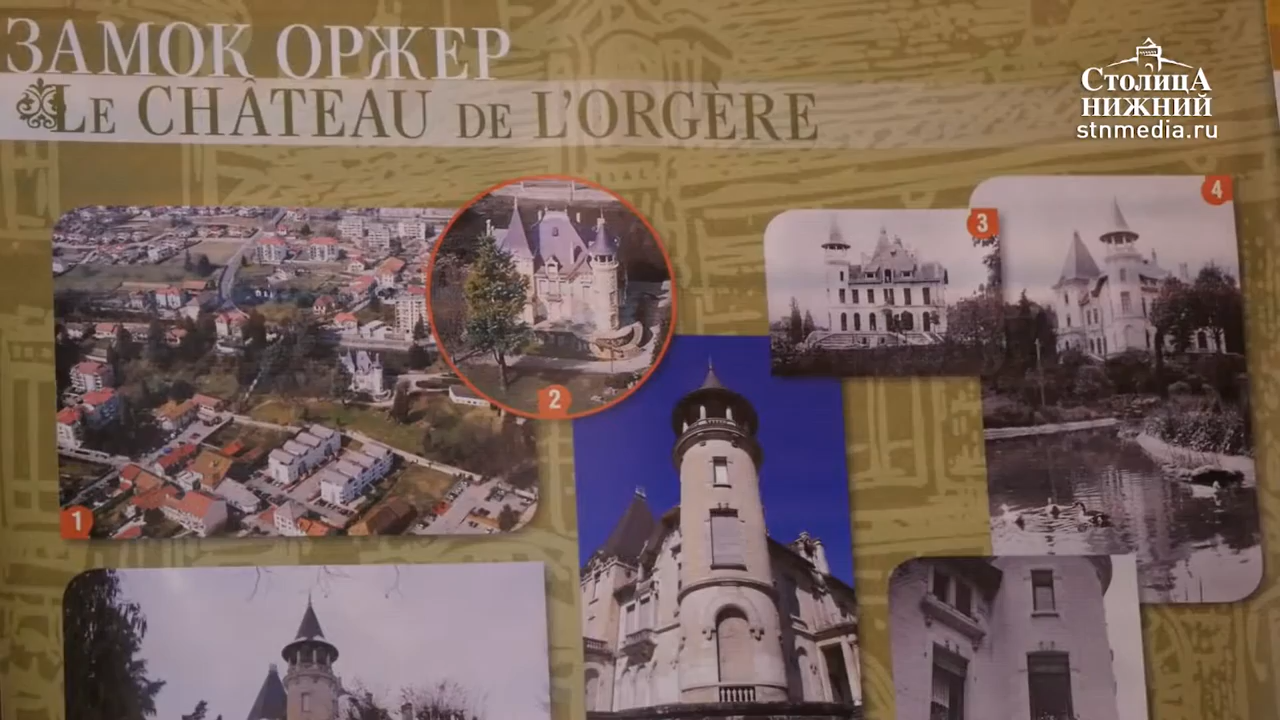 ЗАМОК ОРЖЕР
LE CHÂTEAU DE L'ORGÈRE
СТОЛИЦА
НИЖНИЙ
stnmedia.ru
1
2
3
4